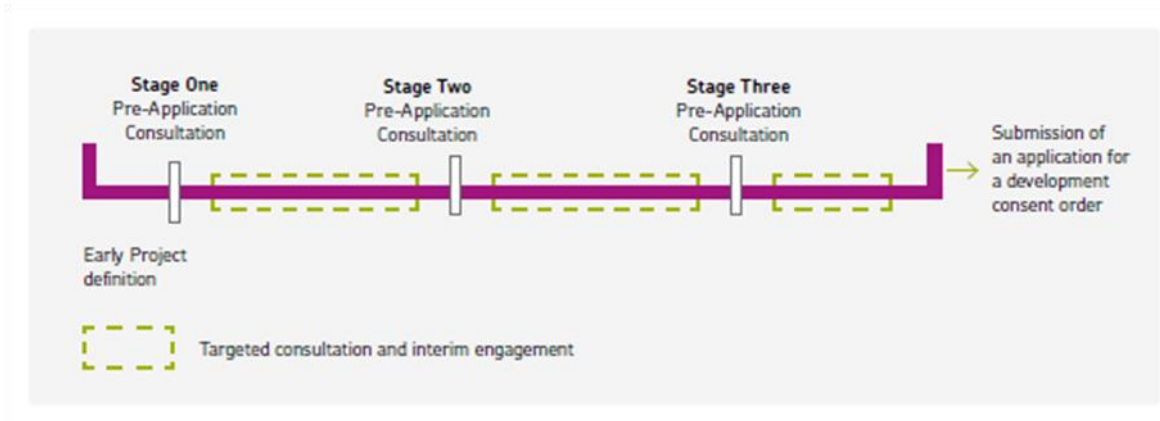 Stage One
Pre-Application
Consultation
Stage Two
Pre-Application
Consultation
Stage Three
Pre-Application
Consultation
Submission of
an application for
a development
consent order
Early Project
definition
Targeted consultation and interim engagement